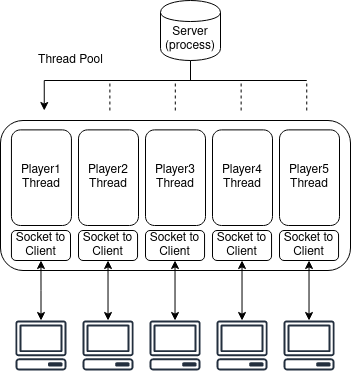 Server
(process)
Thread Pool
Player1
Thread
Player2
Thread
Player3
Thread
Player4
Thread
Player5
Thread
Socket to
Client
Socket to
Client
Socket to
Client
Socket to
Client
Socket to
Client